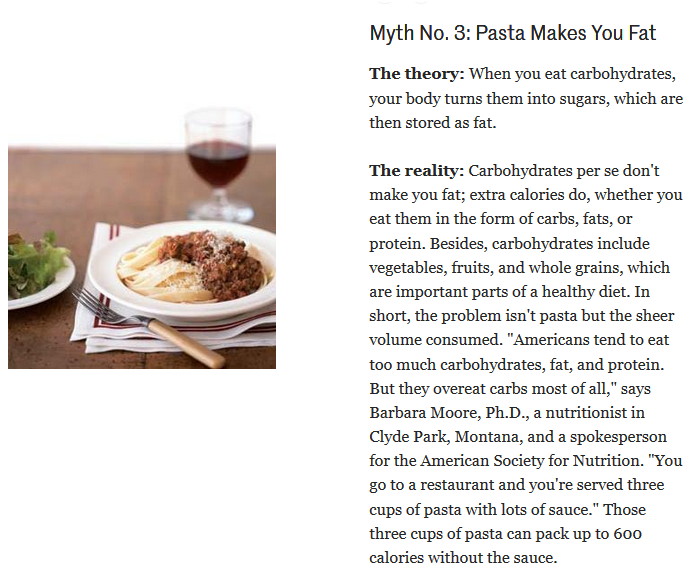 Myth No. 3: Pasta Makes You Fat
The theory: When you eat carbohydrates,
your body turns them into sugars, which are
then stored as fat.
The reality: Carbohydrates per se don't
make you fat; extra calories do, whether you
eat them in the form of carbs, fats, or
protein. Besides, carbohydrates include
vegetables, fruits, and whole grains, which
are important parts of a healthy diet. In
short, the problem isn't pasta but the sheer
volume consumed. "Americans tend to eat
too much carbohydrates, fat, and protein.
But they overeat carbs most of all," says
Barbara Moore, Ph.D., a nutritionist in
Clyde Park, Montana, and a spokesperson
for the American Society for Nutrition. "You
go to a restaurant and you're served three
cups of pasta with lots of sauce." Those
three cups of pasta can pack up to 600
calories without the sauce.